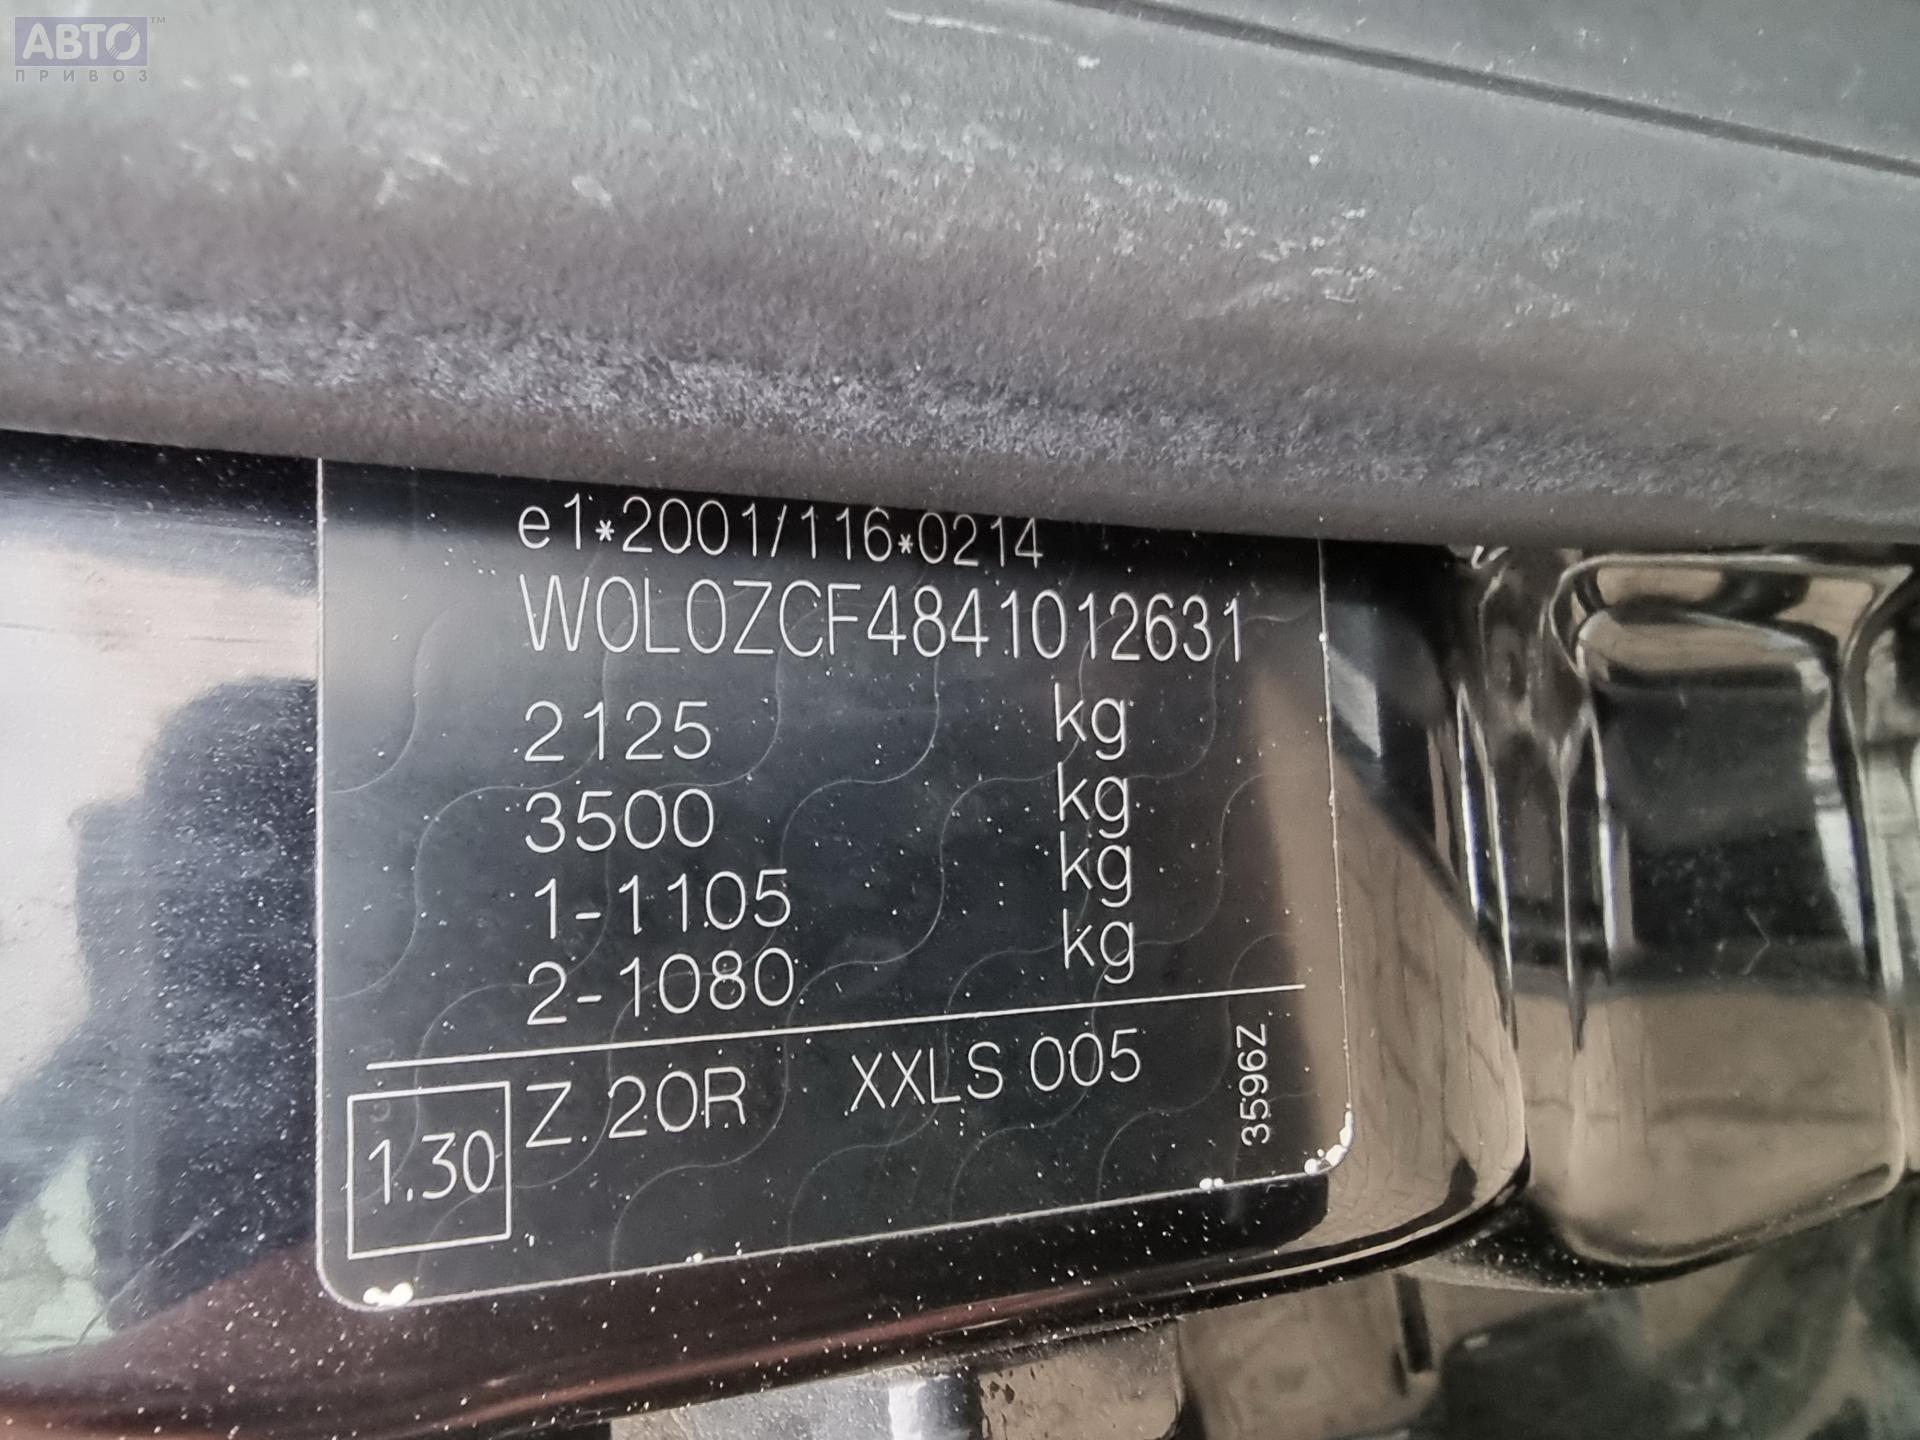 АВТО™
ПРИВОЗ
e1*2001/116*0214
W0L0ZCF4841012631
2125 kg
3500 kg
1-1105 kg
2-1080 kg
1.30 Z.20R XXLS 005 3596Z